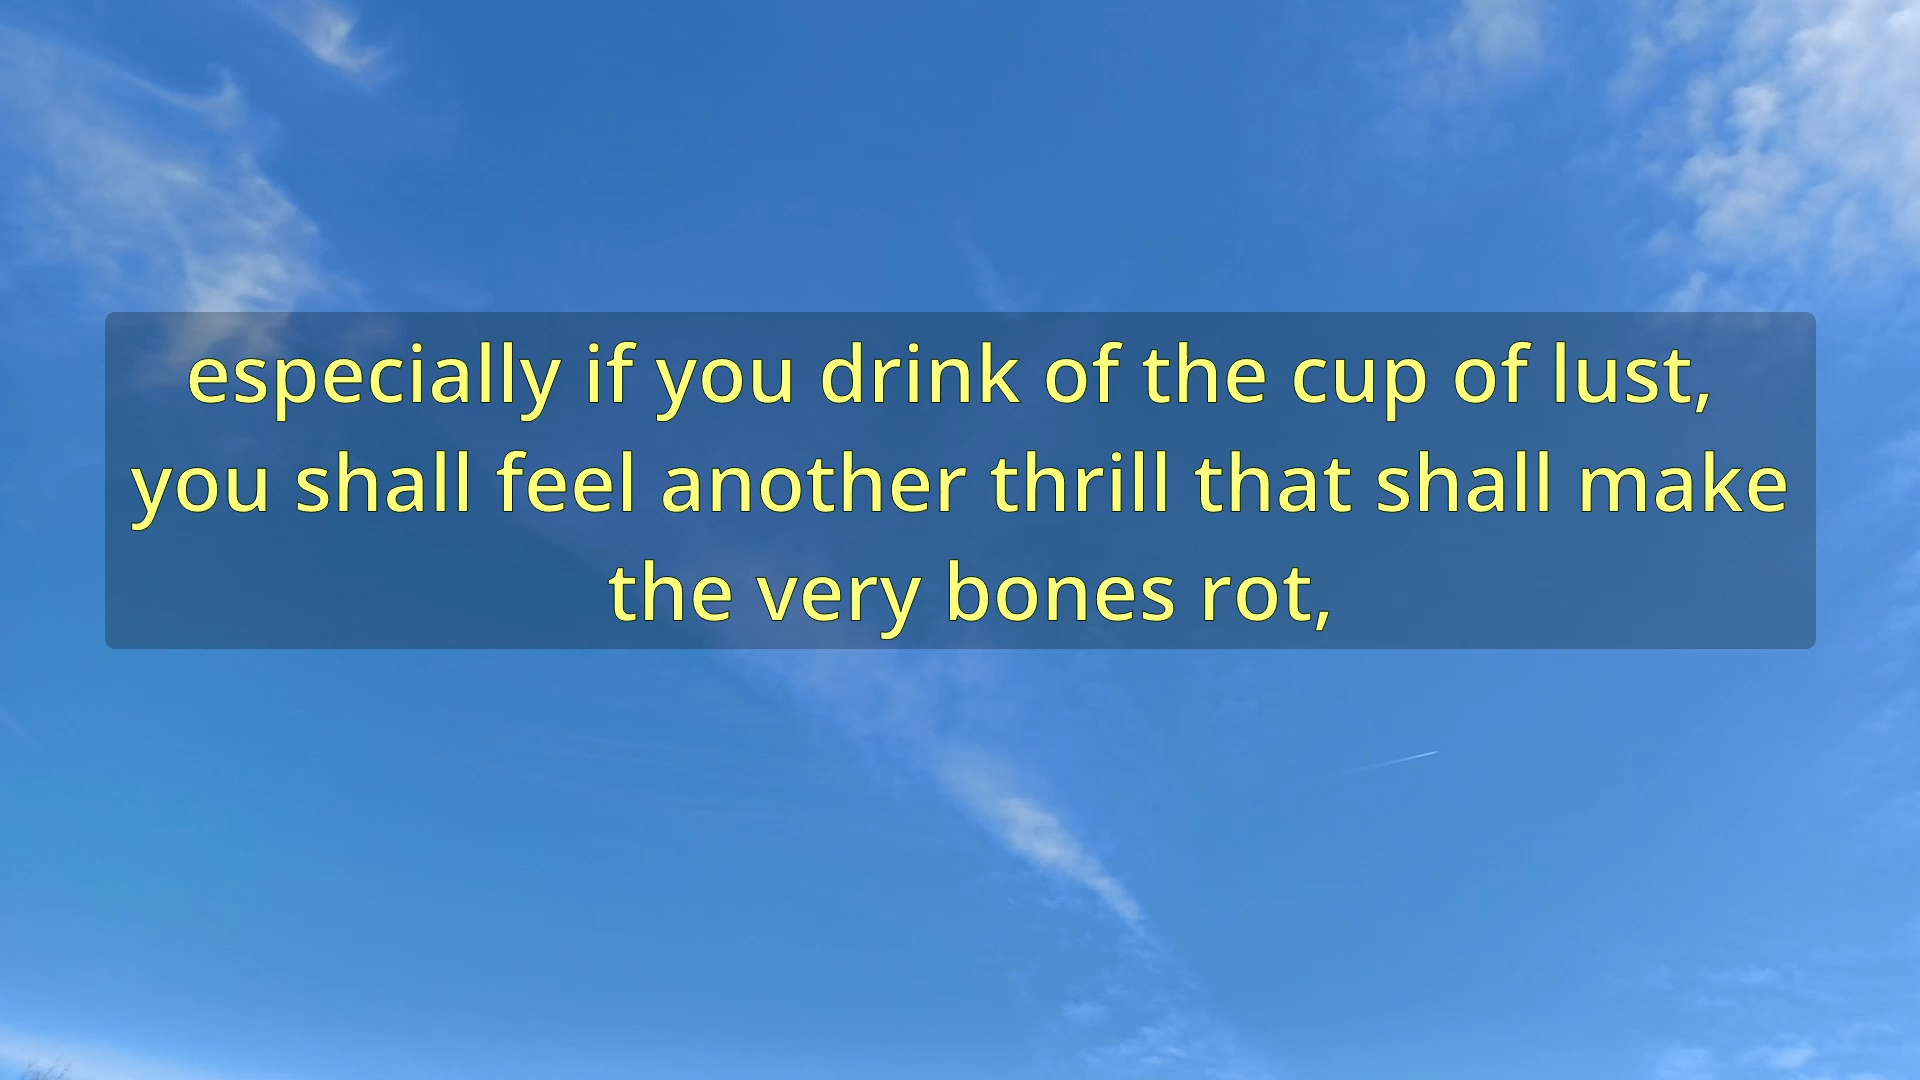 especially if you drink of the cup of lust,
you shall feel another thrill that shall make
the very bones rot,